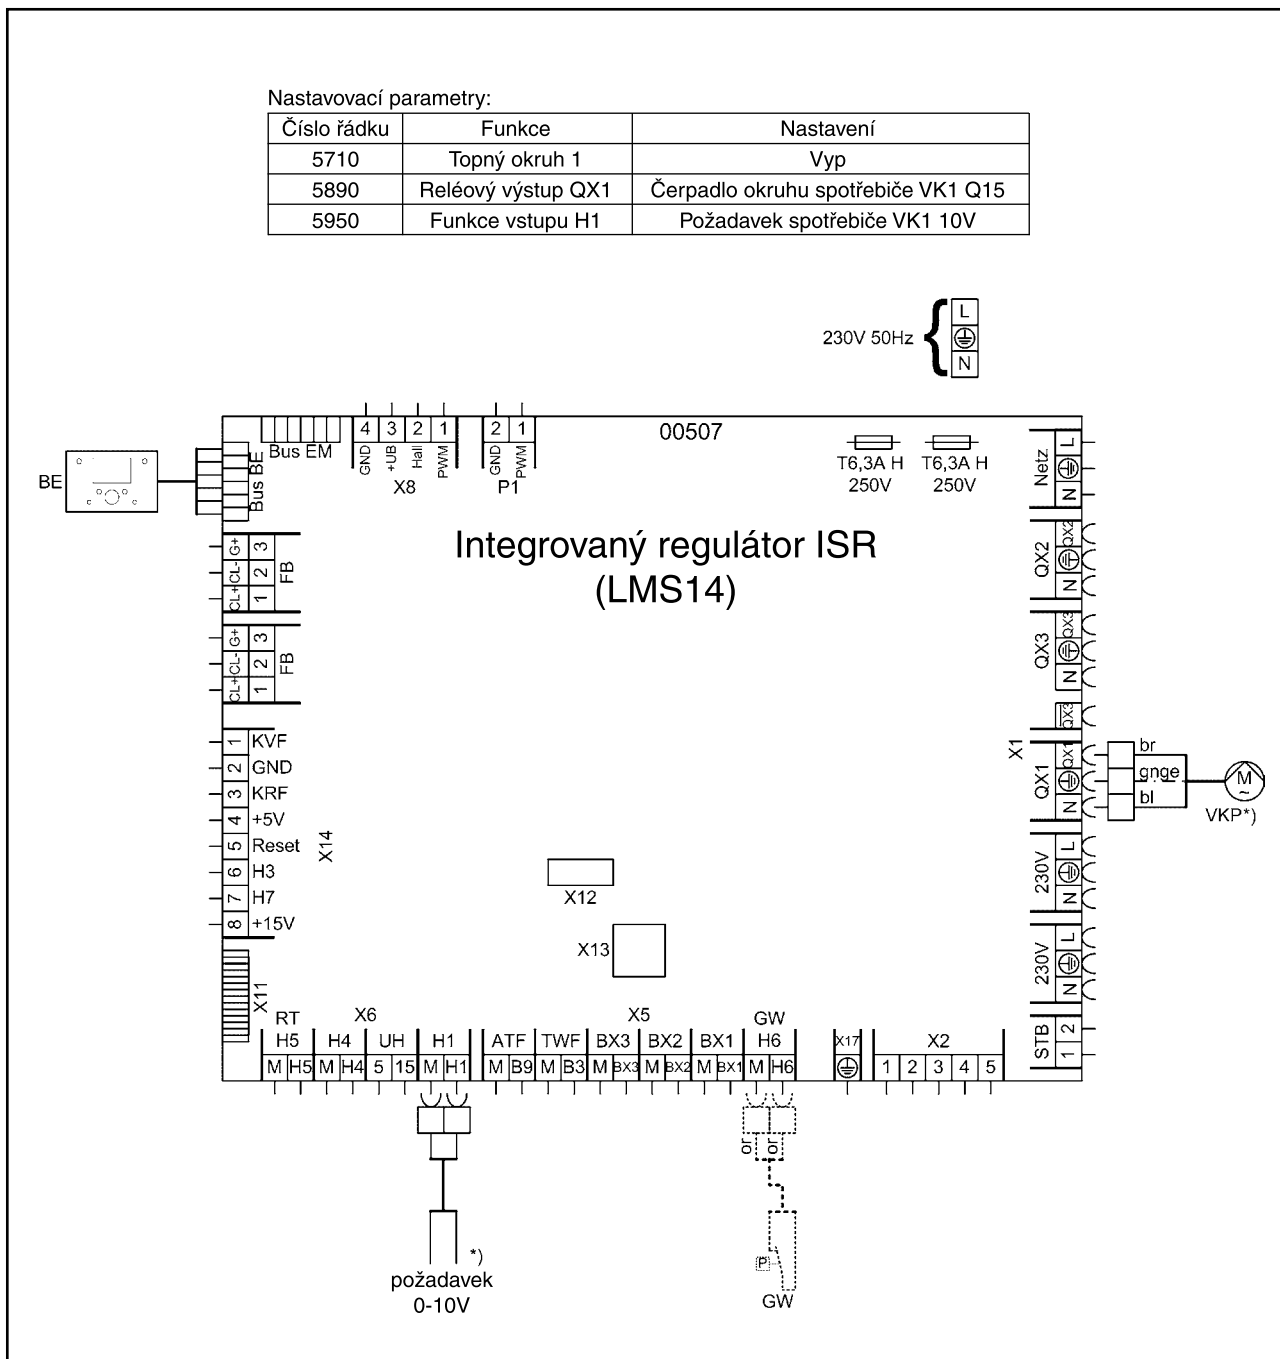 Nastavovací parametry:
Číslo řádku Funkce Nastavení
5710 Topný okruh 1 Vyp
5890 Reléový výstup QX1 Čerpadlo okruhu spotřebiče VK1 Q15
5950 Funkce vstupu H1 Požadavek spotřebiče VK1 10V
230V 50Hz
L
N
4 3 2 1
GND +UB Hall PWM
X8
2 1
GND PWM
P1
00507
T6,3A H
250V
T6,3A H
250V
Bus EM
BE
Bus BE
Integrovaný regulátor ISR
(LMS14)
G+ 3
CL- 2
CL+ 1
FB
G+ 3
CL- 2
CL+ 1
FB
1 KVF
2 GND
3 KRF
4 +5V
5 Reset
6 H3
7 H7
8 +15V
X14
X11
X12
X13
Netz
L
N
QX2
QX2
N
QX3
QX3
N
QX3
X1
QX1
QX1
N
br
gnge
bl
M
~
VKP*)
230V
L
N
230V
L
N
STB
2
1
RT X6 X5 GW
H5 H4 UH H1 ATF TWF BX3 BX2 BX1 H6 X17 X2
M H5 M H4 5 15 M H1 M B9 M B3 M BX3 M BX2 M BX1 M H6 1 2 3 4 5
or or
*)
požadavek
0-10V
P
GW